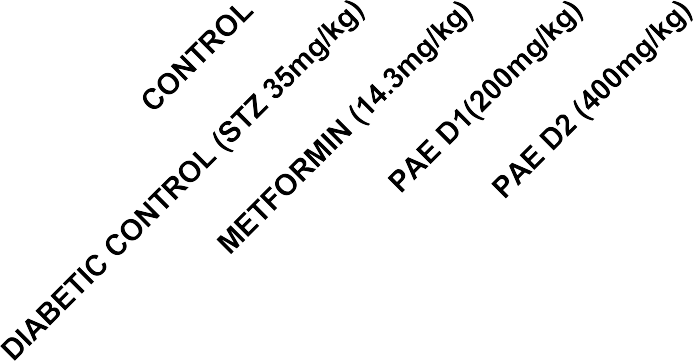 CONTROL
DIABETIC CONTROL (STZ 35mg/kg)
METFORMIN (14.3mg/kg)
PAE D1(200mg/kg)
PAE D2 (400mg/kg)